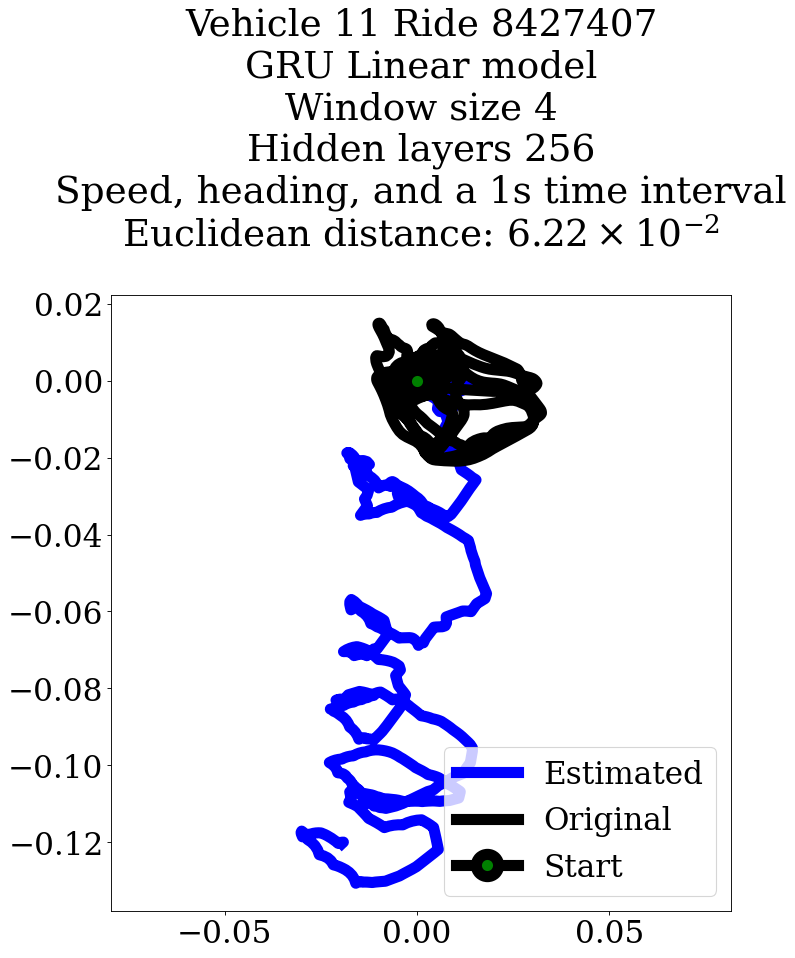 Vehicle 11 Ride 8427407
GRU Linear model
Window size 4
Hidden layers 256
Speed, heading, and a 1s time interval
Euclidean distance: 6.22 × 10⁻²
0.02
0.00
−0.02
−0.04
−0.06
−0.08
−0.10
−0.12
Estimated
Original
Start
−0.05
0.00
0.05